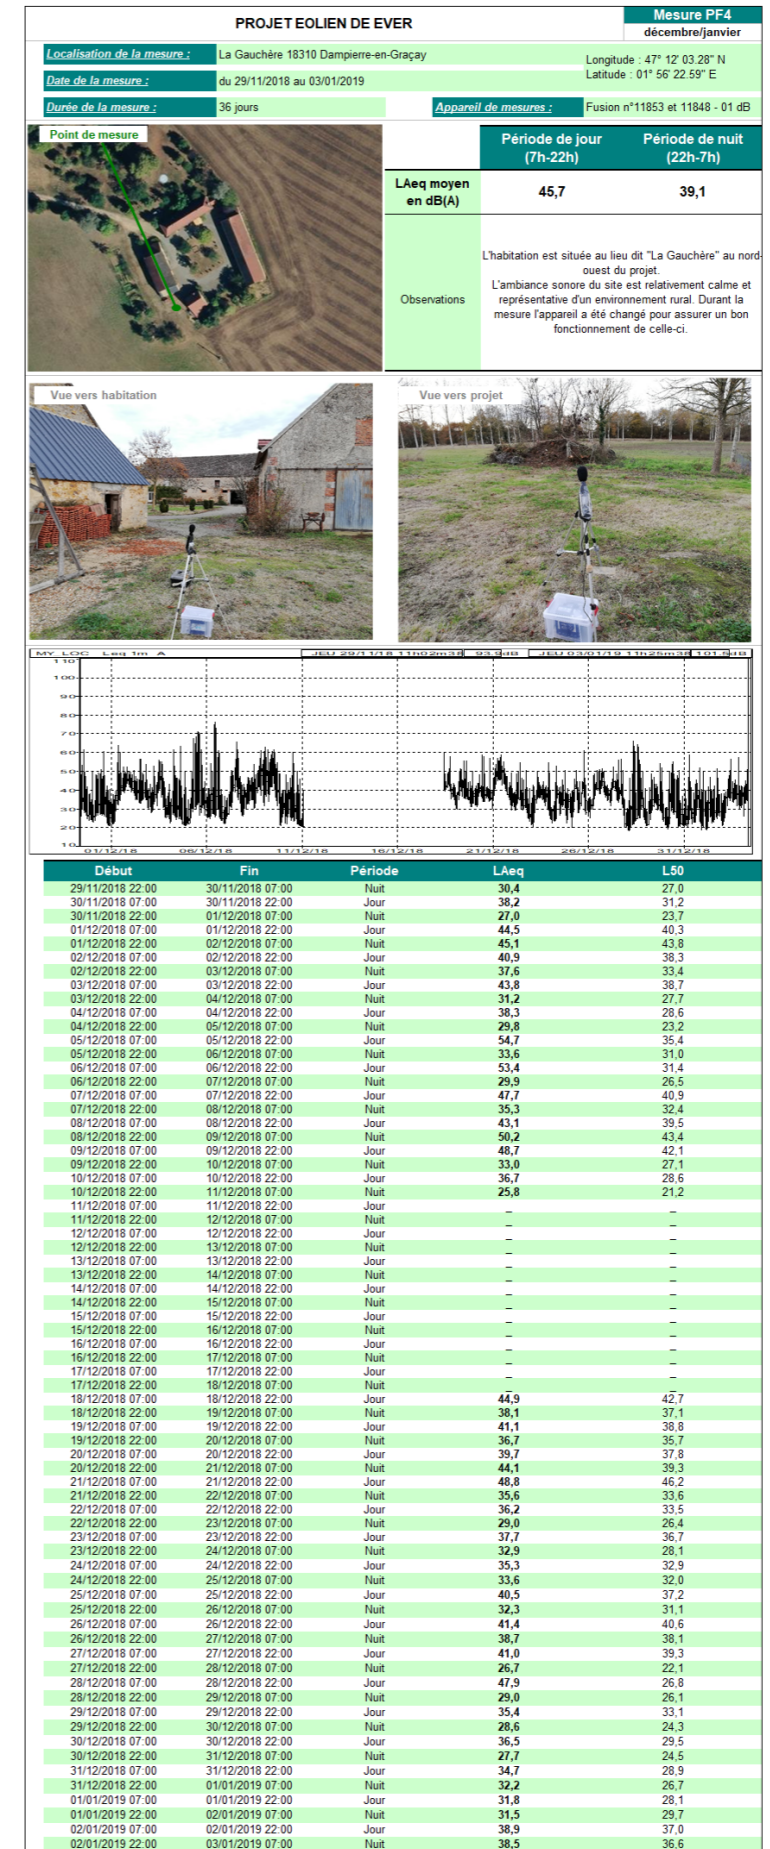 PROJET EOLIEN DE EVER
Mesure PF4
décembre/janvier
Localisation de la mesure :
La Gauchère 18310 Dampierre-en-Graçay
Longitude : 47° 12' 03.28" N
Latitude : 01° 56' 22.59" E
Date de la mesure :
du 29/11/2018 au 03/01/2019
Durée de la mesure :
36 jours
Appareil de mesures :
Fusion n°11853 et 11848 - 01 dB
Point de mesure
Période de jour
(7h-22h)
Période de nuit
(22h-7h)
LAeq moyen
en dB(A)
45,7
39,1
Observations
L'habitation est située au lieu dit "La Gauchère" au nord-
ouest du projet.
L'ambiance sonore du site est relativement calme et
représentative d'un environnement rural. Durant la
mesure l'appareil a été changé pour assurer un bon
fonctionnement de celle-ci.
Vue vers habitation
Vue vers projet
MY_LOC Leq 1m A
JEU 29/11/18 11h02m38 93.9dB
JEU 03/01/19 11h25m38 101.5dB
110
100
90
80
70
60
50
40
30
20
10
01/12/18 06/12/18 11/12/18 16/12/18 21/12/18 26/12/18 31/12/18
Début Fin Période LAeq L50
29/11/2018 22:00 30/11/2018 07:00 Nuit 30,4 27,0
30/11/2018 07:00 30/11/2018 22:00 Jour 38,2 31,2
30/11/2018 22:00 01/12/2018 07:00 Nuit 27,0 23,7
01/12/2018 07:00 01/12/2018 22:00 Jour 44,5 40,3
01/12/2018 22:00 02/12/2018 07:00 Nuit 45,1 43,8
02/12/2018 07:00 02/12/2018 22:00 Jour 40,9 38,3
02/12/2018 22:00 03/12/2018 07:00 Nuit 37,6 33,4
03/12/2018 07:00 03/12/2018 22:00 Jour 43,8 38,7
03/12/2018 22:00 04/12/2018 07:00 Nuit 31,2 27,7
04/12/2018 07:00 04/12/2018 22:00 Jour 38,3 28,6
04/12/2018 22:00 05/12/2018 07:00 Nuit 29,8 23,2
05/12/2018 07:00 05/12/2018 22:00 Jour 54,7 35,4
05/12/2018 22:00 06/12/2018 07:00 Nuit 33,6 31,0
06/12/2018 07:00 06/12/2018 22:00 Jour 53,4 31,4
06/12/2018 22:00 07/12/2018 07:00 Nuit 29,9 26,5
07/12/2018 07:00 07/12/2018 22:00 Jour 47,7 40,9
07/12/2018 22:00 08/12/2018 07:00 Nuit 35,3 32,4
08/12/2018 07:00 08/12/2018 22:00 Jour 43,1 39,5
08/12/2018 22:00 09/12/2018 07:00 Nuit 50,2 43,4
09/12/2018 07:00 09/12/2018 22:00 Jour 48,7 42,1
09/12/2018 22:00 10/12/2018 07:00 Nuit 33,0 27,1
10/12/2018 07:00 10/12/2018 22:00 Jour 36,7 28,6
10/12/2018 22:00 11/12/2018 07:00 Nuit 25,8 21,2
11/12/2018 07:00 11/12/2018 22:00 Jour _ _
11/12/2018 22:00 12/12/2018 07:00 Nuit _ _
12/12/2018 07:00 12/12/2018 22:00 Jour _ _
12/12/2018 22:00 13/12/2018 07:00 Nuit _ _
13/12/2018 07:00 13/12/2018 22:00 Jour _ _
13/12/2018 22:00 14/12/2018 07:00 Nuit _ _
14/12/2018 07:00 14/12/2018 22:00 Jour _ _
14/12/2018 22:00 15/12/2018 07:00 Nuit _ _
15/12/2018 07:00 15/12/2018 22:00 Jour _ _
15/12/2018 22:00 16/12/2018 07:00 Nuit _ _
16/12/2018 07:00 16/12/2018 22:00 Jour _ _
16/12/2018 22:00 17/12/2018 07:00 Nuit _ _
17/12/2018 07:00 17/12/2018 22:00 Jour _ _
17/12/2018 22:00 18/12/2018 07:00 Nuit _ _
18/12/2018 07:00 18/12/2018 22:00 Jour 44,9 42,7
18/12/2018 22:00 19/12/2018 07:00 Nuit 38,1 37,1
19/12/2018 07:00 19/12/2018 22:00 Jour 41,1 38,8
19/12/2018 22:00 20/12/2018 07:00 Nuit 36,7 35,7
20/12/2018 07:00 20/12/2018 22:00 Jour 39,7 37,8
20/12/2018 22:00 21/12/2018 07:00 Nuit 44,1 39,3
21/12/2018 07:00 21/12/2018 22:00 Jour 48,8 46,2
21/12/2018 22:00 22/12/2018 07:00 Nuit 35,6 33,6
22/12/2018 07:00 22/12/2018 22:00 Jour 36,2 33,5
22/12/2018 22:00 23/12/2018 07:00 Nuit 29,0 26,4
23/12/2018 07:00 23/12/2018 22:00 Jour 37,7 36,7
23/12/2018 22:00 24/12/2018 07:00 Nuit 32,9 28,1
24/12/2018 07:00 24/12/2018 22:00 Jour 35,3 32,9
24/12/2018 22:00 25/12/2018 07:00 Nuit 33,6 32,0
25/12/2018 07:00 25/12/2018 22:00 Jour 40,5 37,2
25/12/2018 22:00 26/12/2018 07:00 Nuit 32,3 31,1
26/12/2018 07:00 26/12/2018 22:00 Jour 41,4 40,6
26/12/2018 22:00 27/12/2018 07:00 Nuit 38,7 38,1
27/12/2018 07:00 27/12/2018 22:00 Jour 41,0 39,3
27/12/2018 22:00 28/12/2018 07:00 Nuit 26,7 22,1
28/12/2018 07:00 28/12/2018 22:00 Jour 47,9 26,8
28/12/2018 22:00 29/12/2018 07:00 Nuit 29,0 26,1
29/12/2018 07:00 29/12/2018 22:00 Jour 35,4 33,1
29/12/2018 22:00 30/12/2018 07:00 Nuit 28,6 24,3
30/12/2018 07:00 30/12/2018 22:00 Jour 36,5 29,5
30/12/2018 22:00 31/12/2018 07:00 Nuit 27,7 24,5
31/12/2018 07:00 31/12/2018 22:00 Jour 34,7 28,9
31/12/2018 22:00 01/01/2019 07:00 Nuit 32,2 26,7
01/01/2019 07:00 01/01/2019 22:00 Jour 31,8 28,1
01/01/2019 22:00 02/01/2019 07:00 Nuit 31,5 29,7
02/01/2019 07:00 02/01/2019 22:00 Jour 38,9 37,0
02/01/2019 22:00 03/01/2019 07:00 Nuit 38,5 36,6